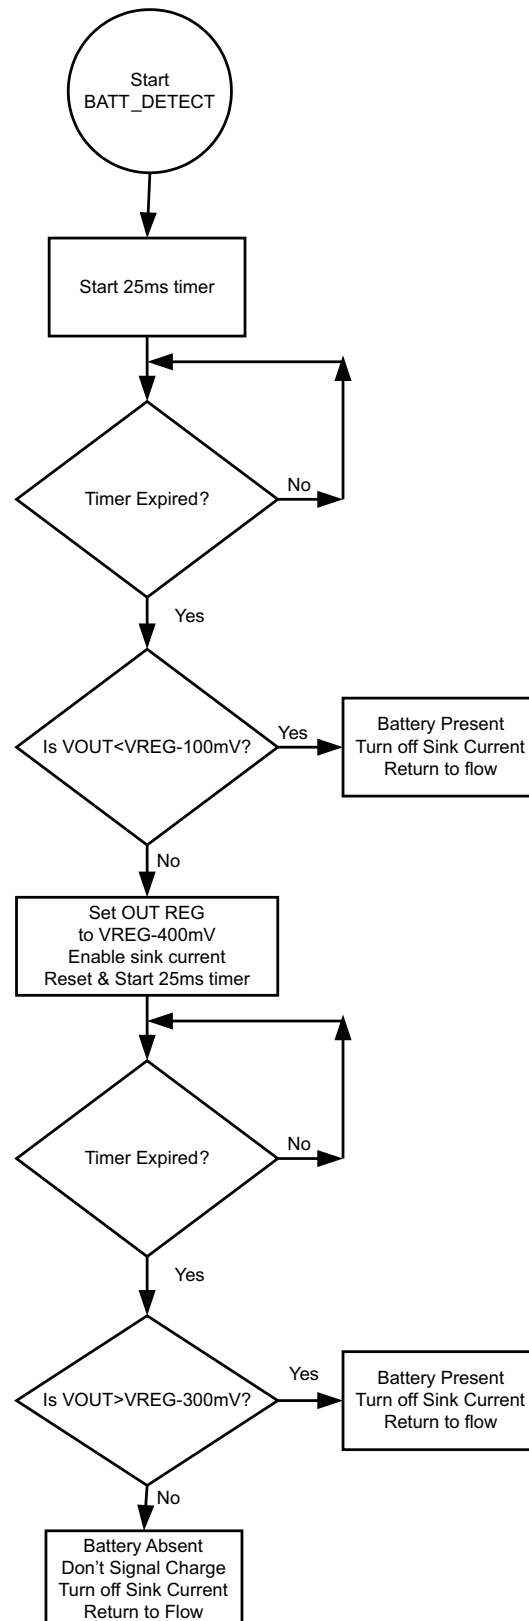 Start
BATT_DETECT
Start 25ms timer
Timer Expired?
No
Yes
Is VOUT<VREG-100mV?
Yes
Battery Present
Turn off Sink Current
Return to flow
No
Set OUT REG
to VREG-400mV
Enable sink current
Reset & Start 25ms timer
Timer Expired?
No
Yes
Is VOUT>VREG-300mV?
Yes
Battery Present
Turn off Sink Current
Return to flow
No
Battery Absent
Don't Signal Charge
Turn off Sink Current
Return to Flow